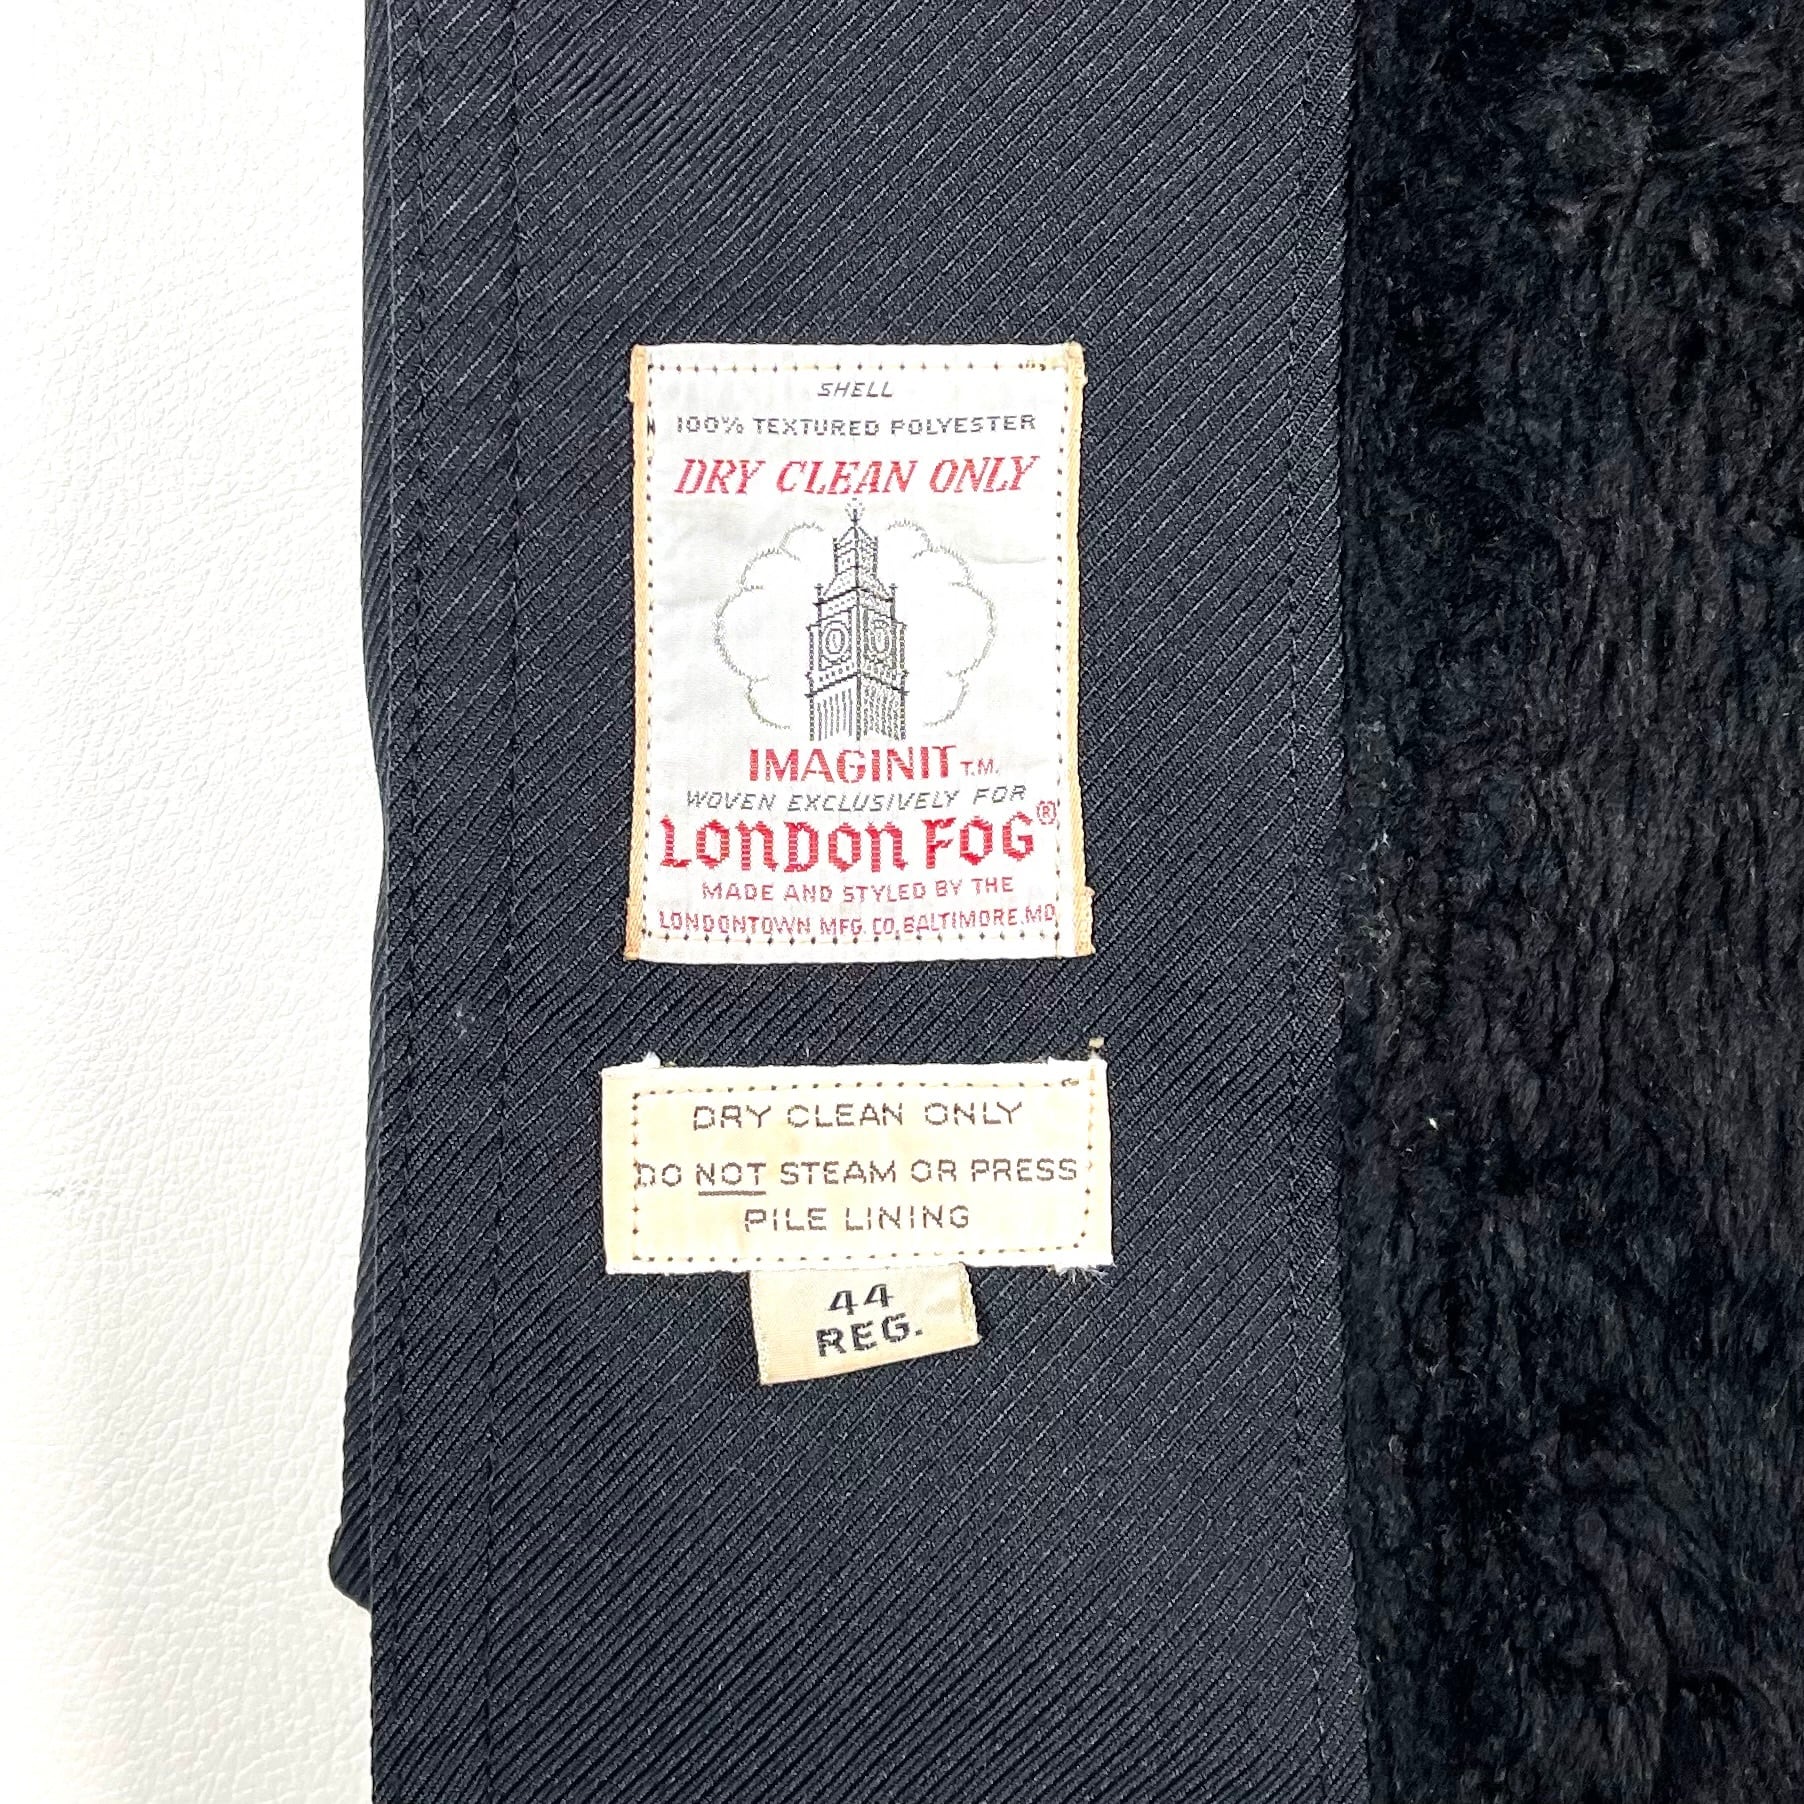 SHELL
100% TEXTURED POLYESTER
DRY CLEAN ONLY
IMAGINIT T.M.
WOVEN EXCLUSIVELY FOR
LONDON FOG®
MADE AND STYLED BY THE
LONDONTOWN MFG. CO. BALTIMORE, MD.
DRY CLEAN ONLY
DO NOT STEAM OR PRESS
PILE LINING
44
REG.